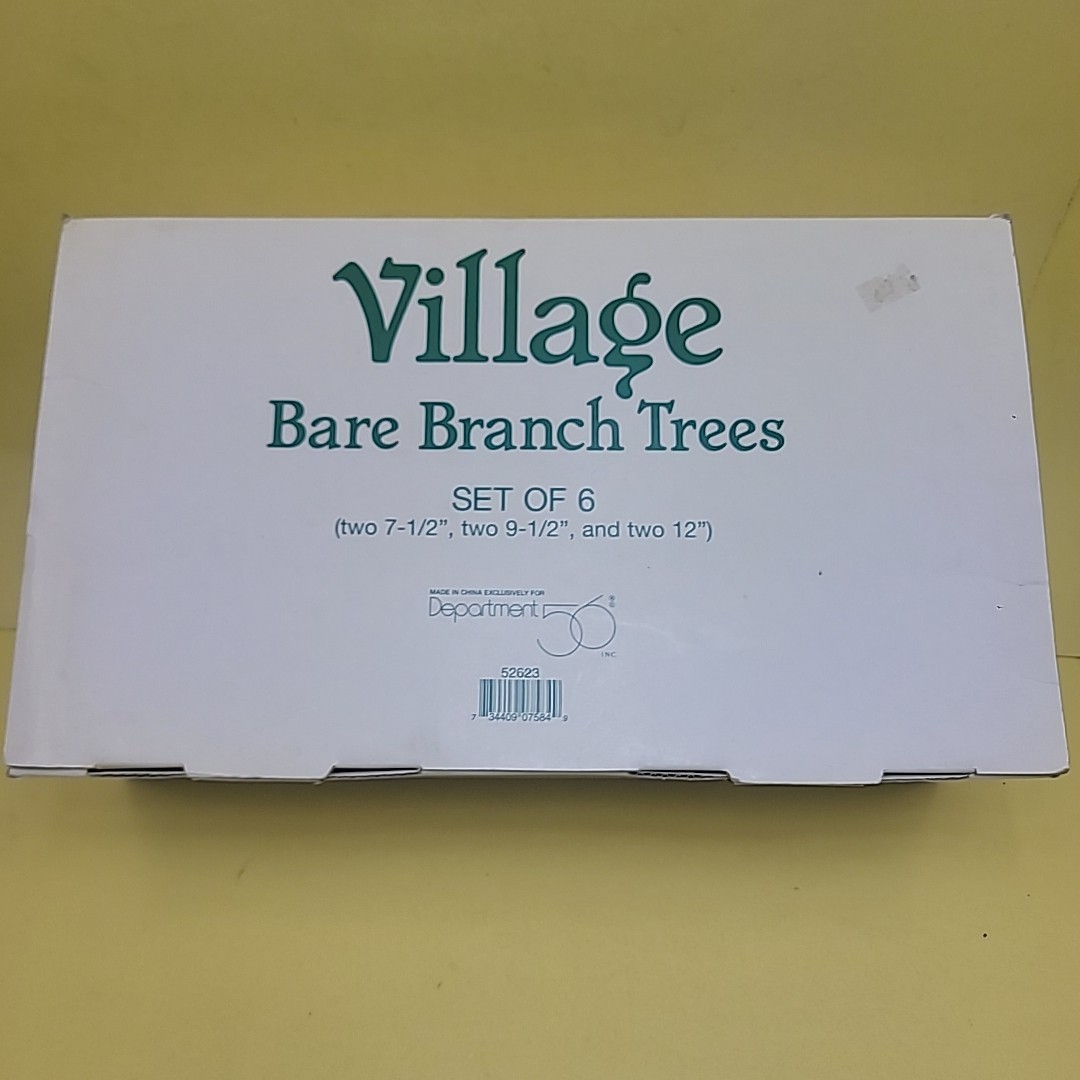 Village
Bare Branch Trees
SET OF 6
(two 7-1/2”, two 9-1/2”, and two 12”)
MADE IN CHINA EXCLUSIVELY FOR
Department 56 ® ©
INC
52623
7 34409 07584 9